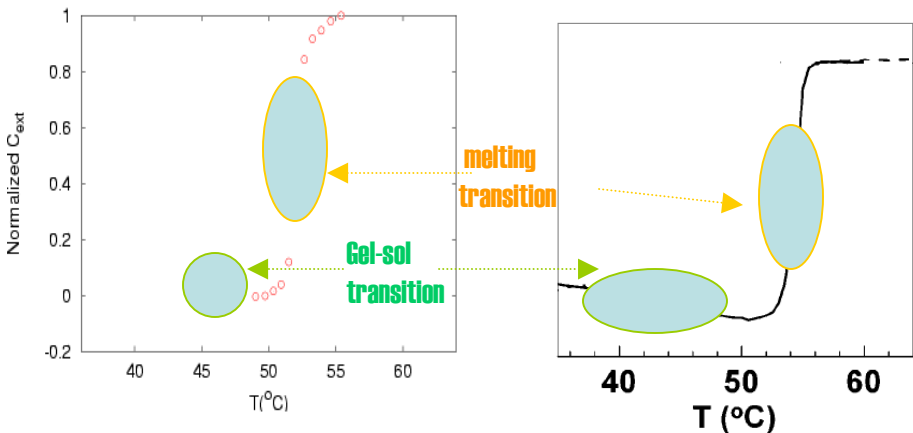 1
0.8
0.6
0.4
0.2
0
-0.2
Normalized C_ext
40
45
50
55
60
T(°C)
melting
transition
Gel-sol
transition
40
50
60
T (°C)